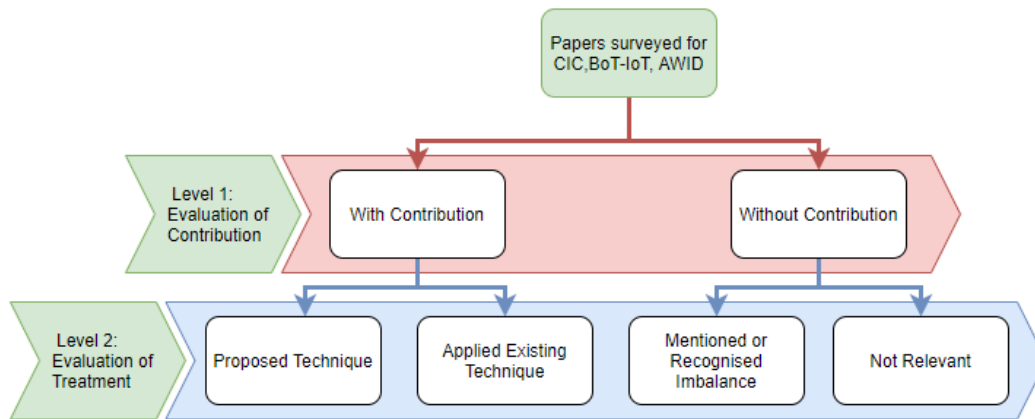 Papers surveyed for
CIC,BoT-IoT, AWID
Level 1:
Evaluation of
Contribution
With Contribution
Without Contribution
Level 2:
Evaluation of
Treatment
Proposed Technique
Applied Existing
Technique
Mentioned or
Recognised
Imbalance
Not Relevant